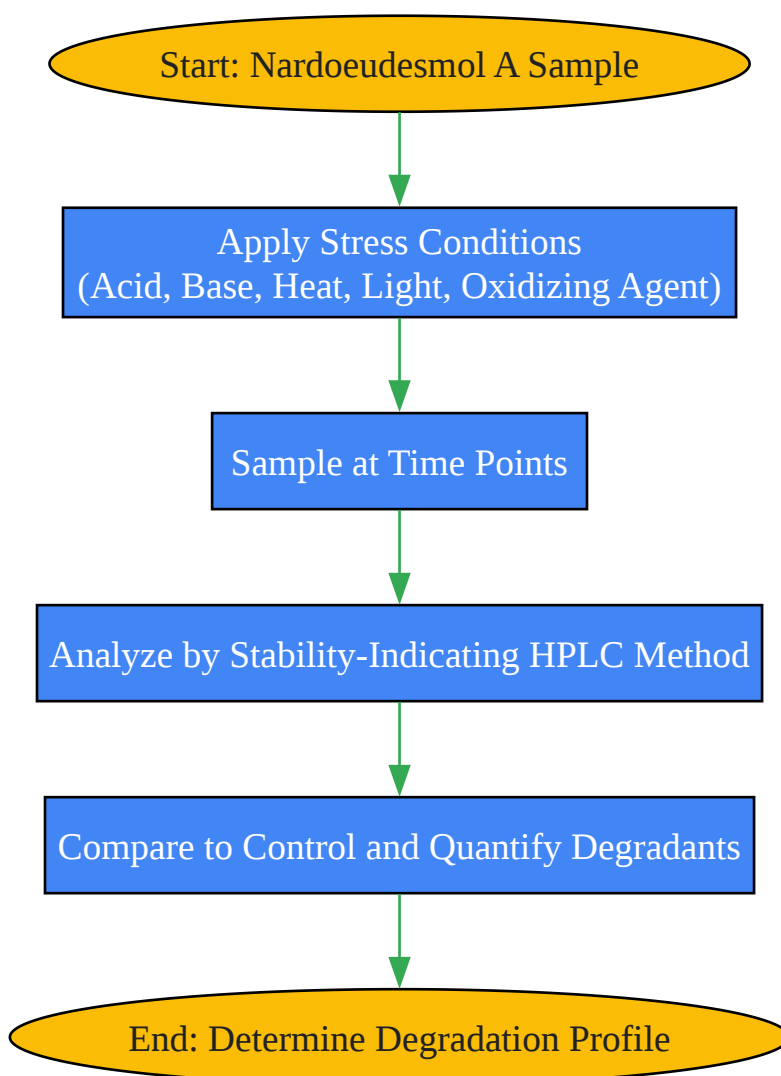 Start: Nardoeudesmol A Sample
Apply Stress Conditions
(Acid, Base, Heat, Light, Oxidizing Agent)
Sample at Time Points
Analyze by Stability-Indicating HPLC Method
Compare to Control and Quantify Degradants
End: Determine Degradation Profile